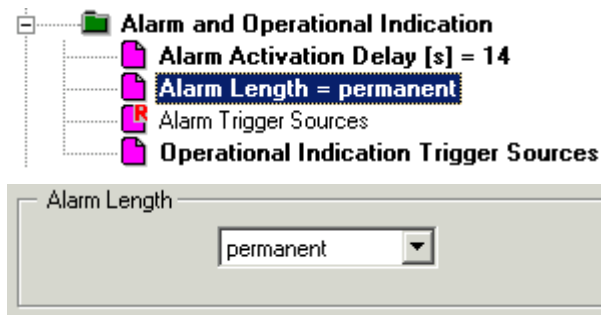 Alarm and Operational Indication
Alarm Activation Delay [s] = 14
Alarm Length = permanent
R
Alarm Trigger Sources
Operational Indication Trigger Sources
Alarm Length
permanent